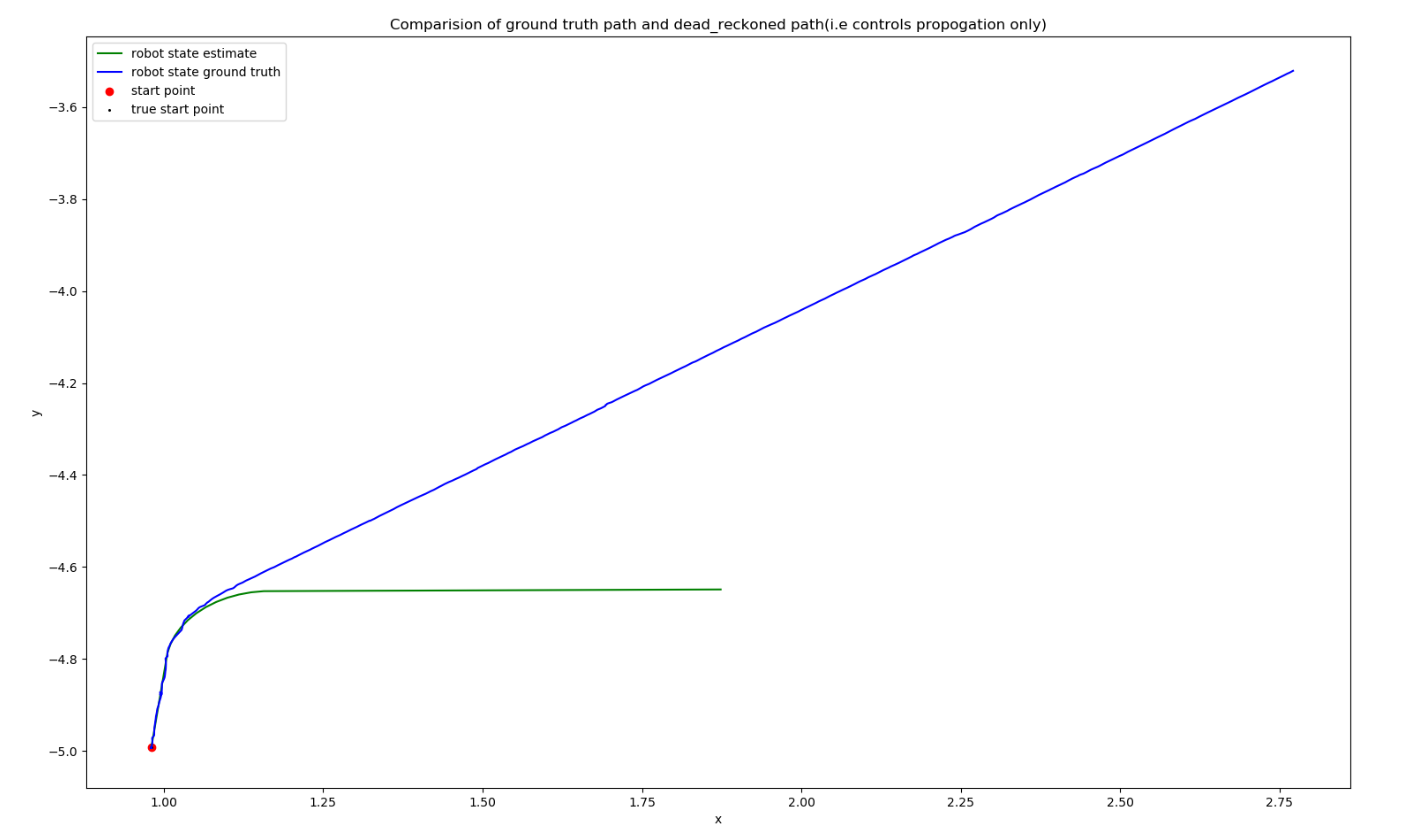 Comparision of ground truth path and dead_reckoned path(i.e controls propogation only)
robot state estimate
robot state ground truth
start point
true start point
−3.6
−3.8
−4.0
−4.2
−4.4
−4.6
−4.8
−5.0
y
1.00 1.25 1.50 1.75 2.00 2.25 2.50 2.75
x